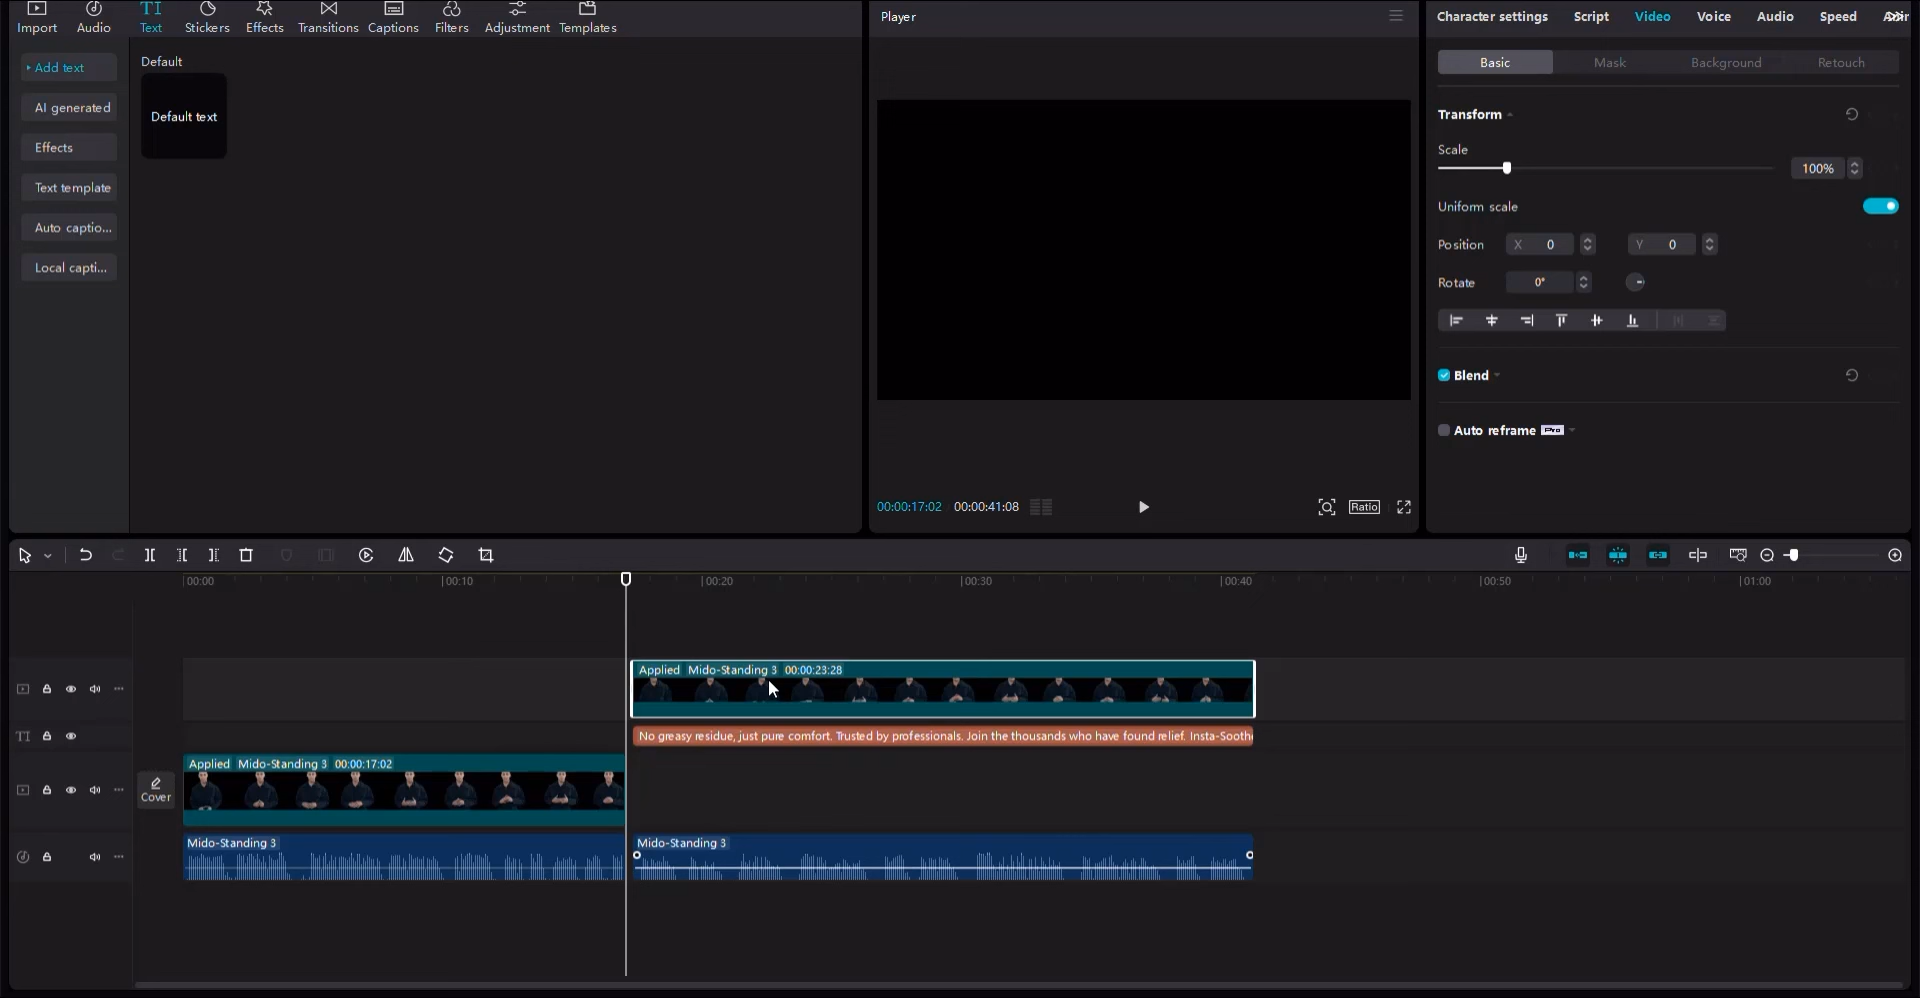 Import
Audio
Text
Stickers
Effects
Transitions
Captions
Filters
Adjustment
Templates
Player
Character settings
Script
Video
Voice
Audio
Speed
Add text
AI generated
Effects
Text template
Auto captio...
Local capti...
Default
Default text
Basic
Mask
Background
Retouch
Transform
Scale
100%
Uniform scale
Position X 0 Y 0
Rotate 0°
Blend
Auto reframe Pro
00:00:17:02 00:00:41:08
Ratio
00:00
00:10
00:20
00:30
00:40
00:50
01:00
Applied Mido-Standing 3 00:00:23:28
No greasy residue, just pure comfort. Trusted by professionals. Join the thousands who have found relief. Insta-Sooth
Applied Mido-Standing 3 00:00:17:02
Cover
Mido-Standing 3
Mido-Standing 3